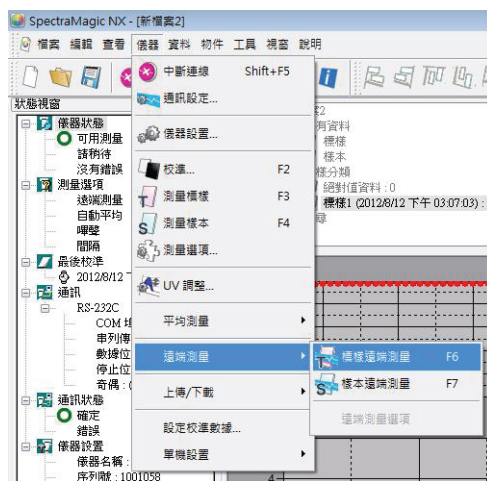 SpectraMagic NX - [新檔案2]
檔案 編輯 查看 儀器 資料 物件 工具 視窗 說明
狀態視窗
儀器狀態
可用測量
請稍待
沒有錯誤
測量選項
遠端測量
自動平均
嗶聲
間隔
最後校準
2012/8/12
通訊
RS-232C
COM
串列傳
數據位
停止位
奇偶 : (
通訊狀態
確定
錯誤
儀器設置
儀器名稱 :
序列號 : 1001058
中斷連線 Shift+F5
通訊設定...
儀器設置...
校準... F2
測量標樣 F3
測量樣本 F4
測量選項...
UV 調整...
平均測量
遠端測量
上傳/下載
設定校準數據...
單機設置
標樣遠端測量 F6
樣本遠端測量 F7
遠端測量選項
2
有資料
標樣
樣本
樣分類
絕對值資料 : 0
標樣1 (2012/8/12 下午 03:07:03) :
4